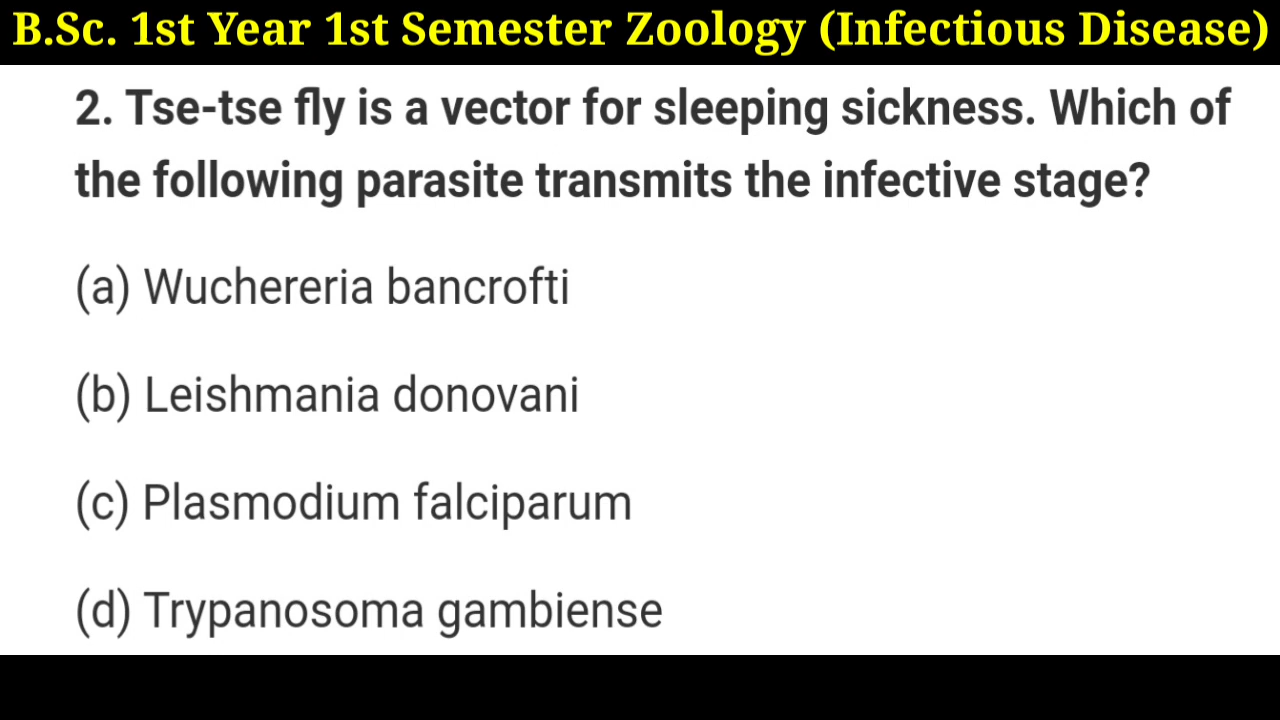 B.Sc. 1st Year 1st Semester Zoology (Infectious Disease)
2. Tse-tse fly is a vector for sleeping sickness. Which of
the following parasite transmits the infective stage?
(a) Wuchereria bancrofti
(b) Leishmania donovani
(c) Plasmodium falciparum
(d) Trypanosoma gambiense